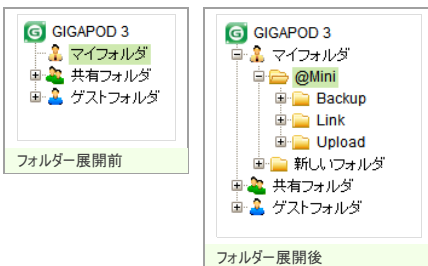 GIGAPOD 3
マイフォルダ
共有フォルダ
ゲストフォルダ
フォルダー展開前
GIGAPOD 3
マイフォルダ
@Mini
Backup
Link
Upload
新しいフォルダ
共有フォルダ
ゲストフォルダ
フォルダー展開後